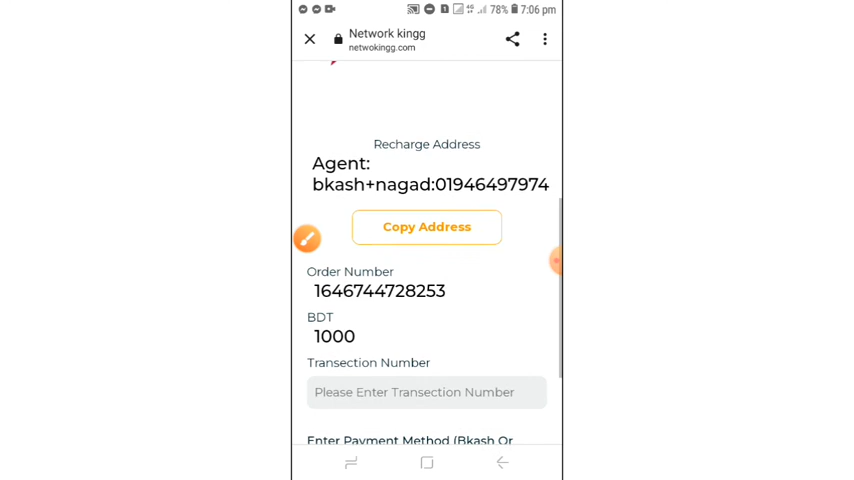 78% 7:06 pm
Network kingg
netwokingg.com
Recharge Address
Agent:
bkash+nagad:01946497974
Copy Address
Order Number
1646744728253
BDT
1000
Transection Number
Please Enter Transection Number
Enter Payment Method (Bkash Or